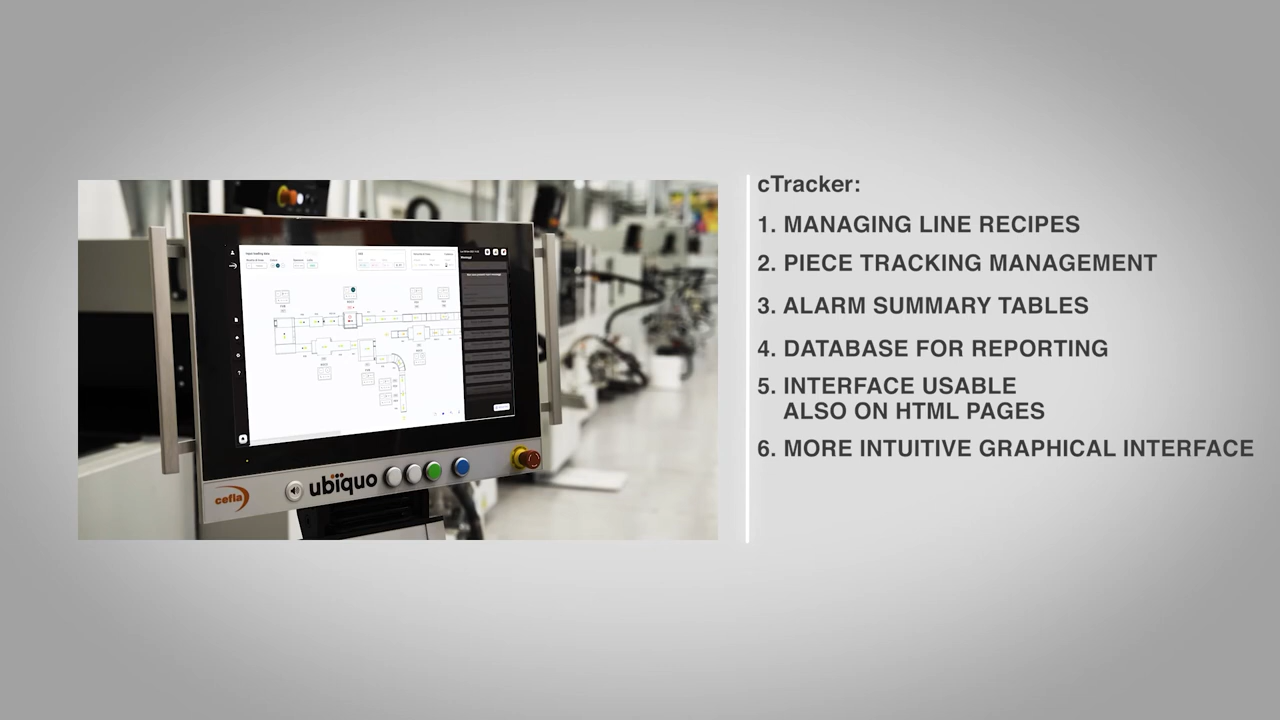 cTracker:
1. MANAGING LINE RECIPES
2. PIECE TRACKING MANAGEMENT
3. ALARM SUMMARY TABLES
4. DATABASE FOR REPORTING
5. INTERFACE USABLE
ALSO ON HTML PAGES
6. MORE INTUITIVE GRAPHICAL INTERFACE
cefla
ubiquo